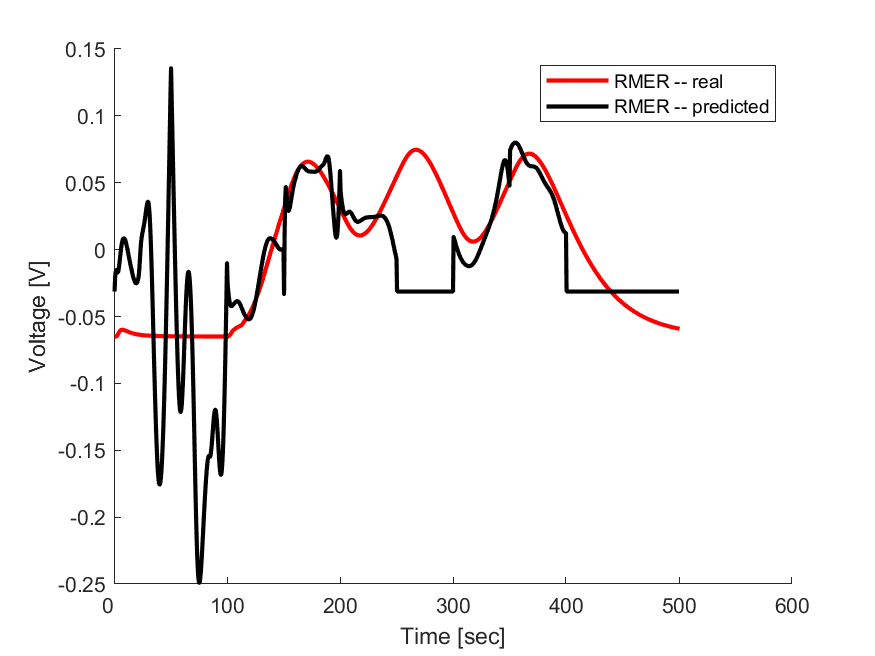 0.15
0.1
0.05
0
-0.05
-0.1
-0.15
-0.2
-0.25
0 100 200 300 400 500 600
Time [sec]
Voltage [V]
RMER -- real
RMER -- predicted